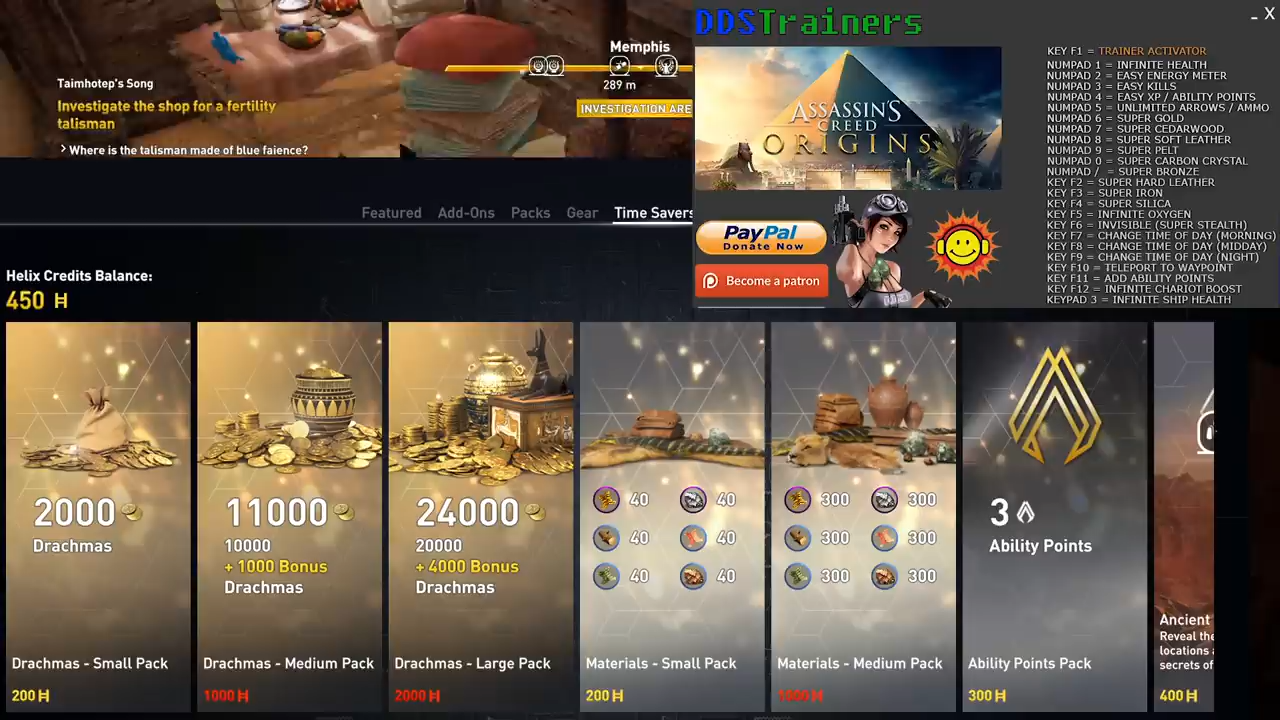 Taimhotep's Song
Investigate the shop for a fertility
talisman
> Where is the talisman made of blue faience?
Memphis
289 m
INVESTIGATION ARE
DDSTrainers
_ X
ASSASSIN'S
CREED
ORIGINS
PayPal
Donate Now
Become a patron
KEY F1 = TRAINER ACTIVATOR
NUMPAD 1 = INFINITE HEALTH
NUMPAD 2 = EASY ENERGY METER
NUMPAD 3 = EASY KILLS
NUMPAD 4 = EASY XP / ABILITY POINTS
NUMPAD 5 = UNLIMITED ARROWS / AMMO
NUMPAD 6 = SUPER GOLD
NUMPAD 7 = SUPER CEDARWOOD
NUMPAD 8 = SUPER SOFT LEATHER
NUMPAD 9 = SUPER PELT
NUMPAD 0 = SUPER CARBON CRYSTAL
NUMPAD / = SUPER BRONZE
KEY F2 = SUPER HARD LEATHER
KEY F3 = SUPER IRON
KEY F4 = SUPER SILICA
KEY F5 = INFINITE OXYGEN
KEY F6 = INVISIBLE (SUPER STEALTH)
KEY F7 = CHANGE TIME OF DAY (MORNING)
KEY F8 = CHANGE TIME OF DAY (MIDDAY)
KEY F9 = CHANGE TIME OF DAY (NIGHT)
KEY F10 = TELEPORT TO WAYPOINT
KEY F11 = ADD ABILITY POINTS
KEY F12 = INFINITE CHARIOT BOOST
KEYPAD 3 = INFINITE SHIP HEALTH
Featured Add-Ons Packs Gear Time Savers
Helix Credits Balance:
450 H
2000
Drachmas
Drachmas - Small Pack
200 H
11000
10000
+ 1000 Bonus
Drachmas
Drachmas - Medium Pack
1000 H
24000
20000
+ 4000 Bonus
Drachmas
Drachmas - Large Pack
2000 H
40 40
40 40
40 40
Materials - Small Pack
200 H
300 300
300 300
300 300
Materials - Medium Pack
1000 H
3
Ability Points
Ability Points Pack
300 H
Ancient
Reveal the
locations a
secrets of
400 H